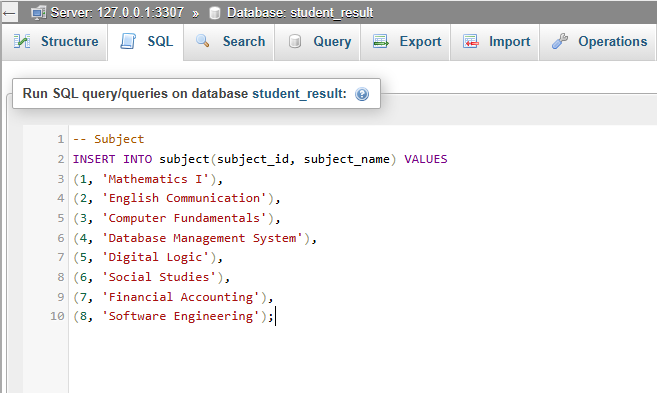 Server: 127.0.0.1:3307 » Database: student_result
Structure SQL Search Query Export Import Operations
Run SQL query/queries on database student_result:
1 -- Subject
2 INSERT INTO subject(subject_id, subject_name) VALUES
3 (1, 'Mathematics I'),
4 (2, 'English Communication'),
5 (3, 'Computer Fundamentals'),
6 (4, 'Database Management System'),
7 (5, 'Digital Logic'),
8 (6, 'Social Studies'),
9 (7, 'Financial Accounting'),
10 (8, 'Software Engineering');